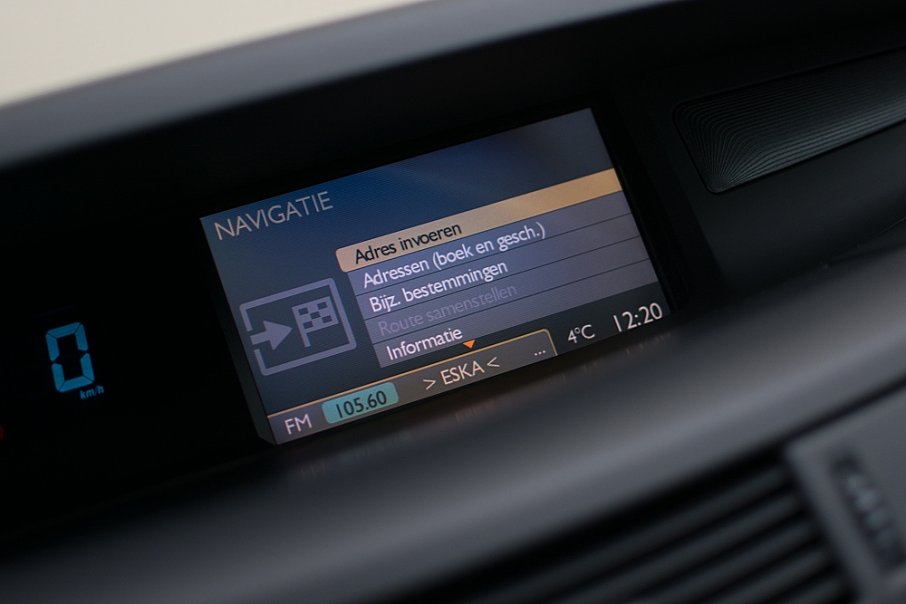 NAVIGATIE
Adres invoeren
Adressen (boek en gesch.)
Bijz. bestemmingen
Route samenstellen
Informatie
FM 105.60 > ESKA < ... 4°C 12:20
0
km/h